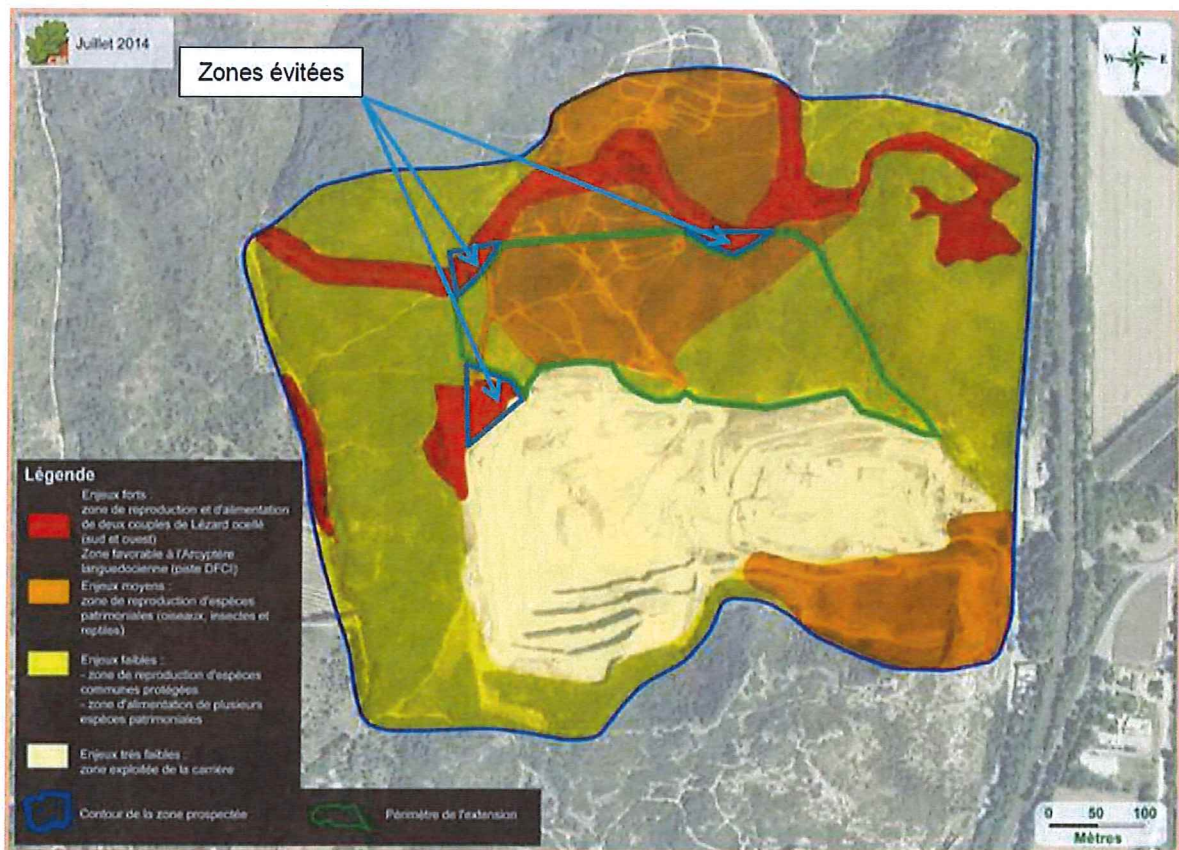 Juillet 2014
Zones évitées
N
W E
S
Légende
Enjeux forts :
zone de reproduction et d'alimentation
de deux couples de Lézard ocellé
(sud et ouest)
Zone favorable à l'Arcyptère
languedocienne (piste DFCI)
Enjeux moyens :
zone de reproduction d'espèces
patrimoniales (oiseaux, insectes et
reptiles)
Enjeux faibles :
- zone de reproduction d'espèces
communes protégées
- zone d'alimentation de plusieurs
espèces patrimoniales
Enjeux très faibles :
zone exploitée de la carrière
Contour de la zone prospectée
Périmètre de l'extension
0 50 100
Mètres